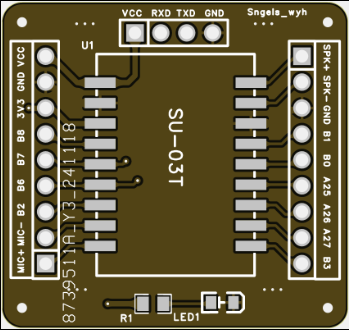 VCC RXD TXD GND
Sngels_wyh
U1
VCC
GND
3V3
B8
B7
B6
B2
MIC-
MIC+
SU-03T
8739511A-Y3-241118
SPK+
SPK-
GND
B1
B0
A25
A26
A27
B3
R1
LED1